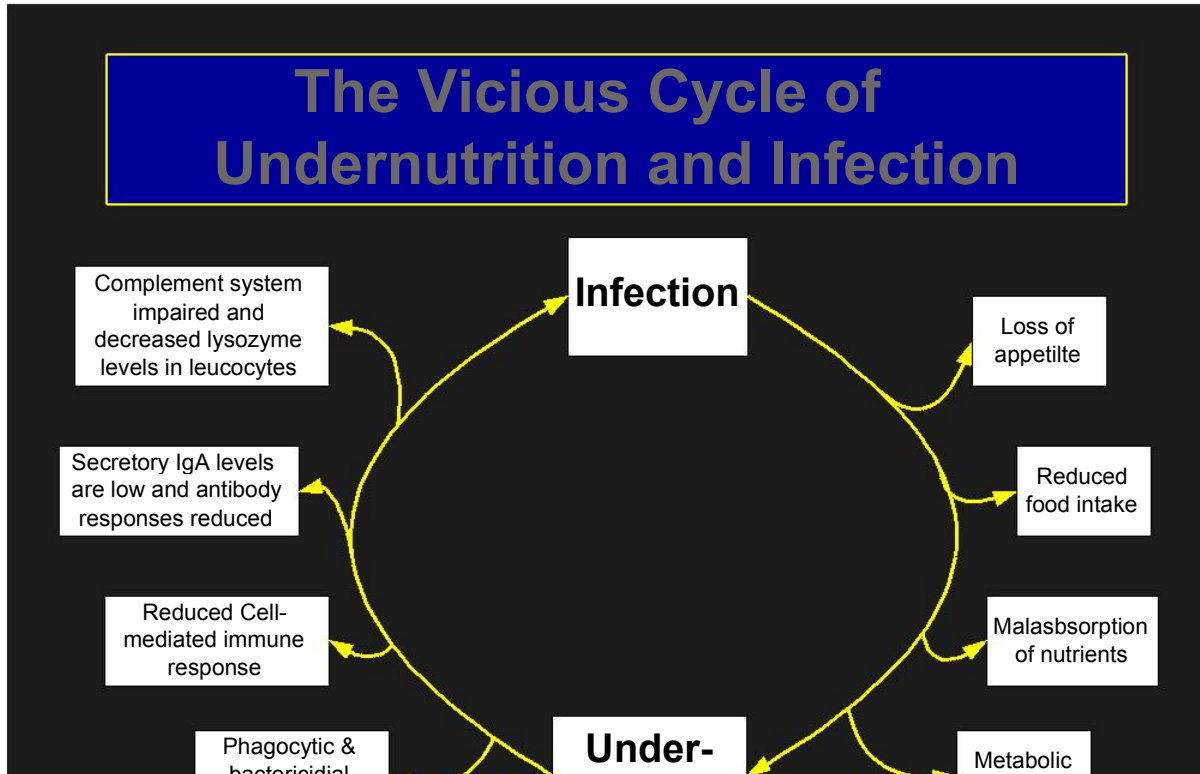 The Vicious Cycle of
Undernutrition and Infection
Infection
Complement system
impaired and
decreased lysozyme
levels in leucocytes
Loss of
appetilte
Secretory IgA levels
are low and antibody
responses reduced
Reduced
food intake
Reduced Cell-
mediated immune
response
Malasbsorption
of nutrients
Phagocytic &
bactericidial
Under-
Metabolic